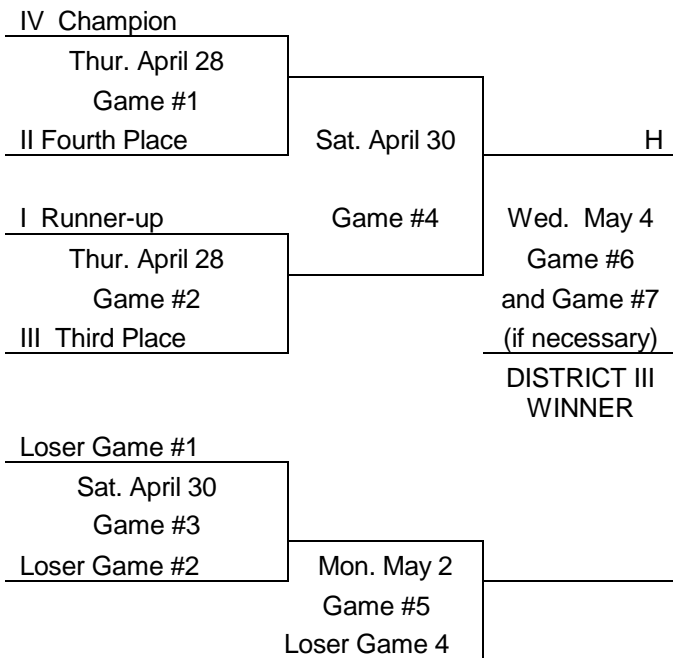 IV Champion
Thur. April 28
Game #1
II Fourth Place
Sat. April 30
H
I Runner-up
Game #4
Wed. May 4
Thur. April 28
Game #6
Game #2
and Game #7
III Third Place
(if necessary)
DISTRICT III
WINNER
Loser Game #1
Sat. April 30
Game #3
Loser Game #2
Mon. May 2
Game #5
Loser Game 4